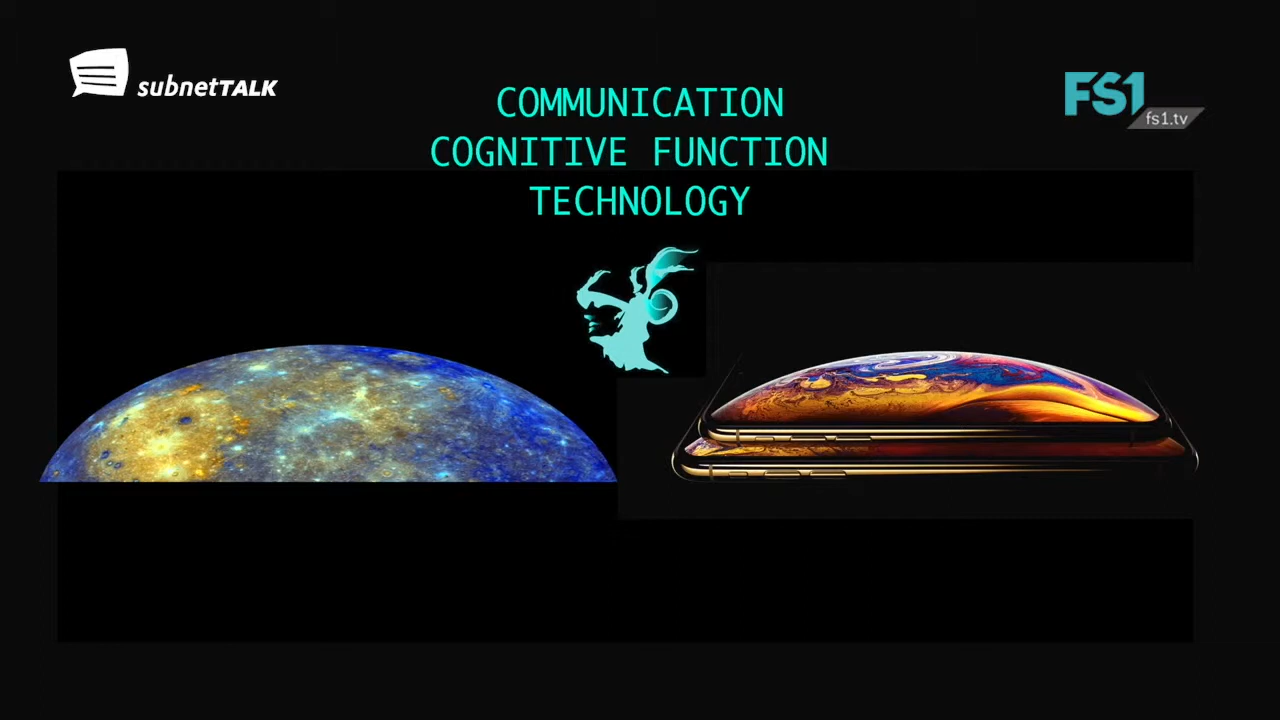 subnetTALK
FS1
fs1.tv
COMMUNICATION
COGNITIVE FUNCTION
TECHNOLOGY